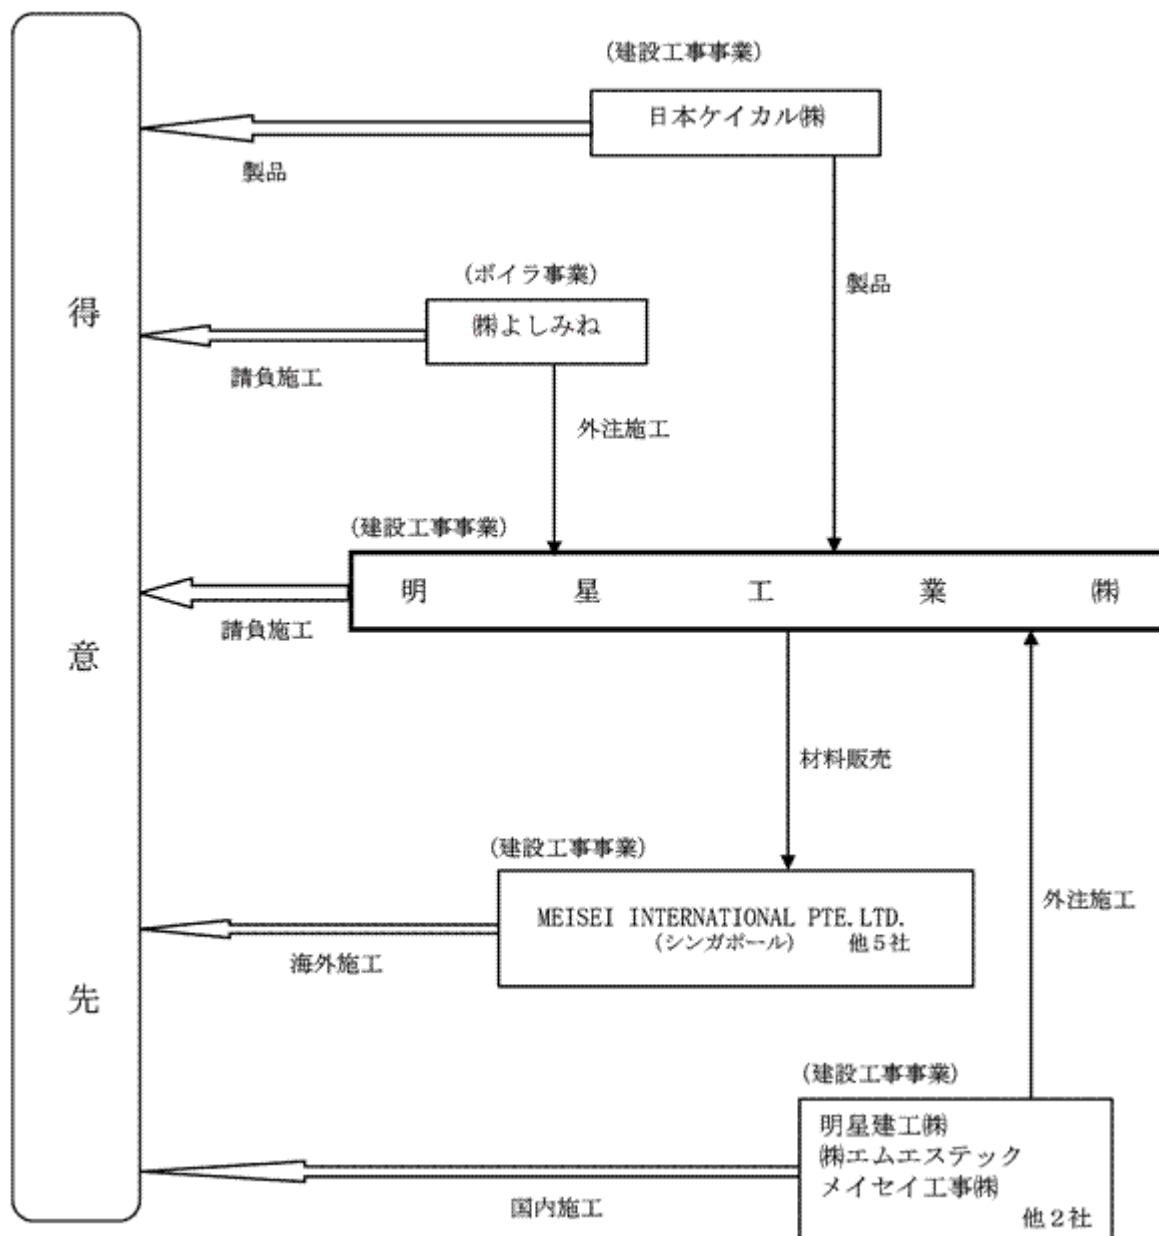 (建設工事事業)
日本ケイカル㈱
製品
製品
(ボイラ事業)
㈱よしみね
請負施工
外注施工
得意先
(建設工事事業)
明星工業㈱
請負施工
材料販売
(建設工事事業)
MEISEI INTERNATIONAL PTE.LTD.
(シンガポール) 他5社
海外施工
外注施工
(建設工事事業)
明星建工㈱
㈱エムエステック
メイセイ工事㈱
他2社
国内施工